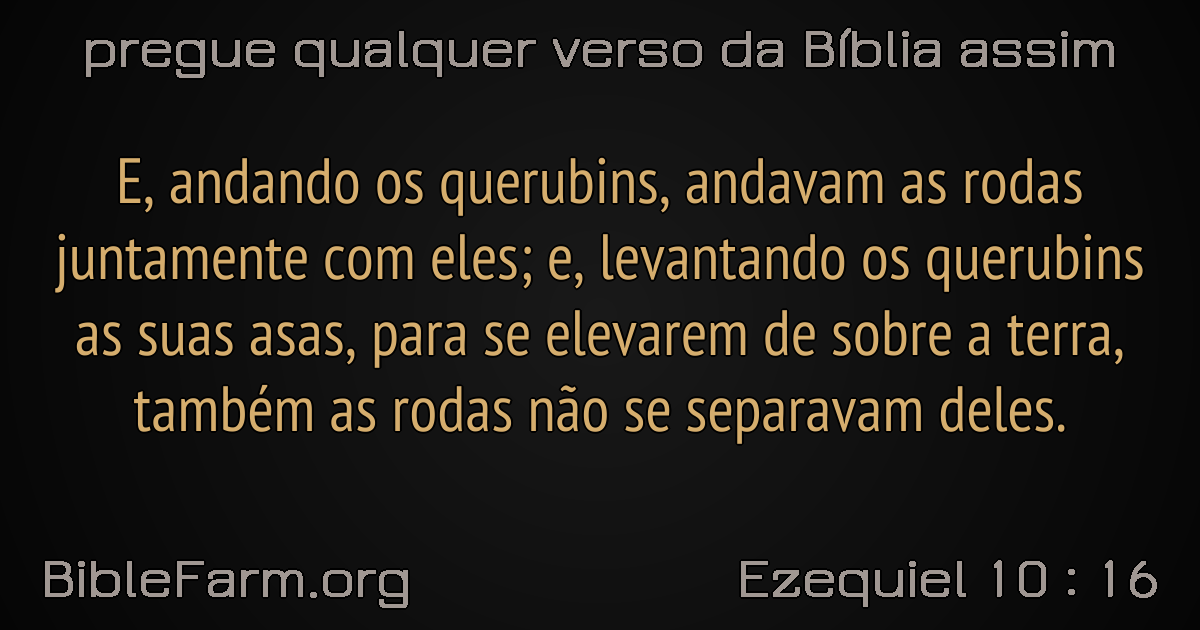 pregue qualquer verso da Bíblia assim
E, andando os querubins, andavam as rodas
juntamente com eles; e, levantando os querubins
as suas asas, para se elevarem de sobre a terra,
também as rodas não se separavam deles.
BibleFarm.org
Ezequiel 10 : 16